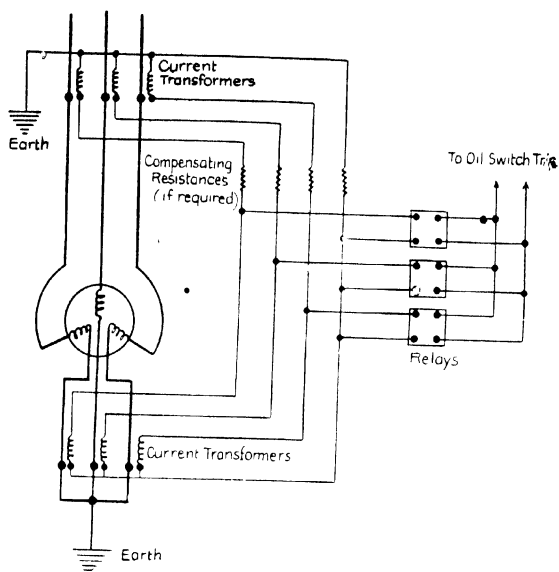 Current
Transformers
Earth
Compensating
Resistances
(if required)
To Oil Switch Trip
Relays
Current Transformers
Earth